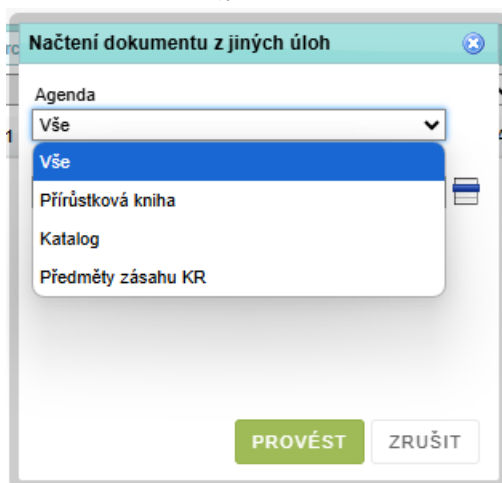 Načtení dokumentu z jiných úloh
Agenda
Vše
Vše
Přírůstková kniha
Katalog
Předměty zásahu KR
PROVÉST ZRUŠIT